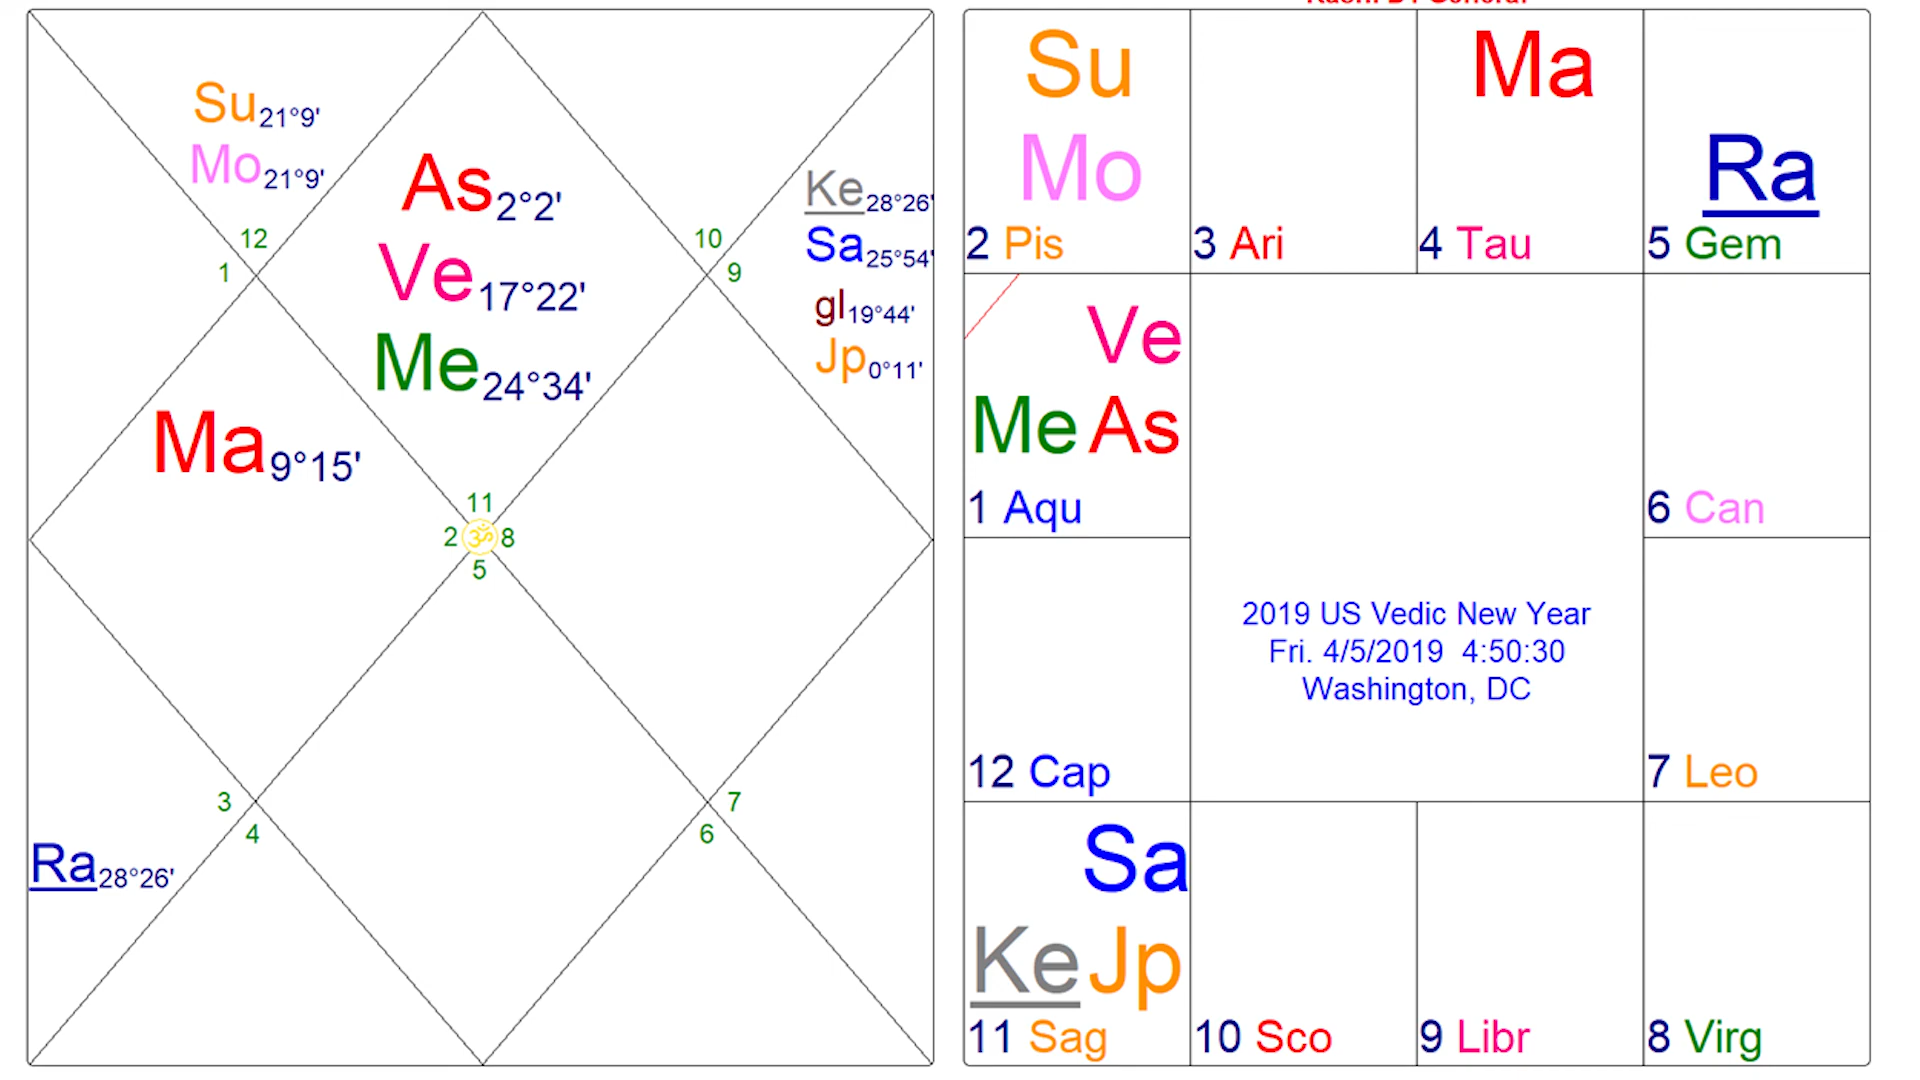 Rashi D1 General
Su21°9'
Mo21°9'
As2°2'
Ve17°22'
Me24°34'
Ke28°26'
Sa25°54'
gl19°44'
Jp0°11'
12
1
10
9
Ma9°15'
11
2 ॐ 8
5
3
4
7
6
Ra28°26'
Su
Mo
2 Pis
3 Ari
Ma
4 Tau
Ra
5 Gem
Ve
Me As
1 Aqu
6 Can
2019 US Vedic New Year
Fri. 4/5/2019 4:50:30
Washington, DC
12 Cap
7 Leo
Sa
Ke Jp
11 Sag
10 Sco
9 Libr
8 Virg